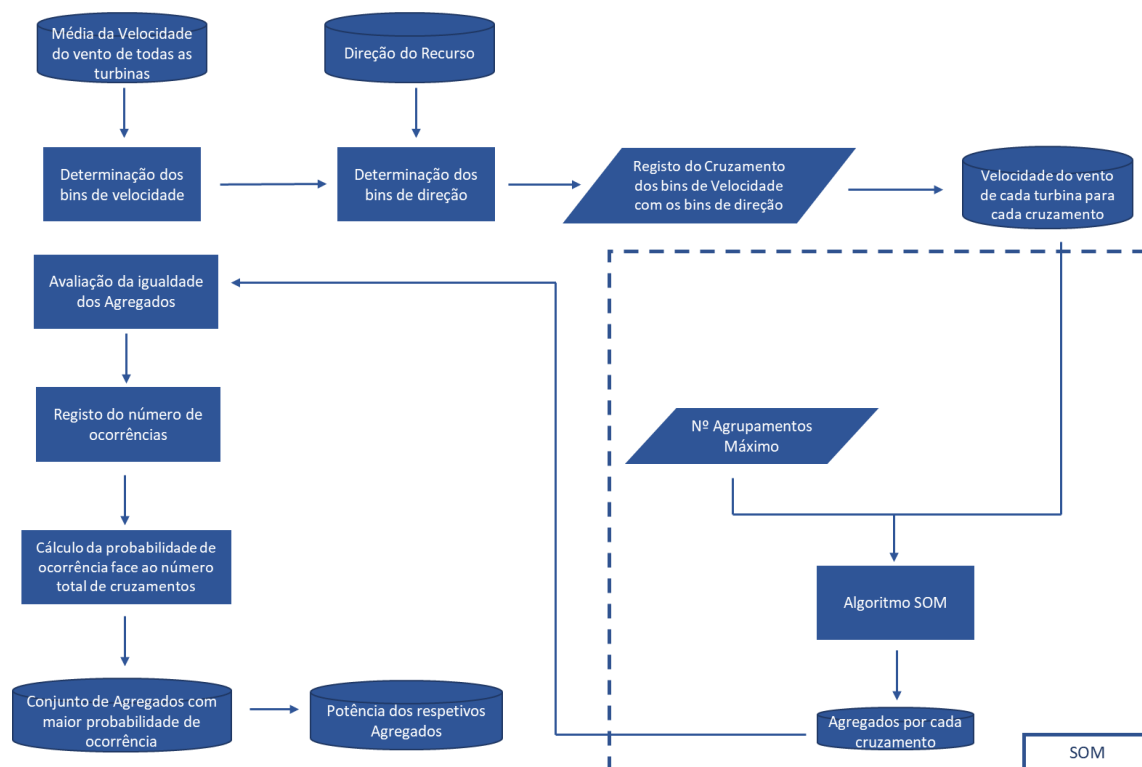 Média da Velocidade
do vento de todas as
turbinas
Direção do Recurso
Determinação dos
bins de velocidade
Determinação dos
bins de direção
Registo do Cruzamento
dos bins de Velocidade
com os bins de direção
Velocidade do vento
de cada turbina para
cada cruzamento
Avaliação da igualdade
dos Agregados
Registo do número de
ocorrências
Nº Agrupamentos
Máximo
Cálculo da probabilidade de
ocorrência face ao número
total de cruzamentos
Algoritmo SOM
Conjunto de Agregados com
maior probabilidade de
ocorrência
Potência dos respetivos
Agregados
Agregados por cada
cruzamento
SOM